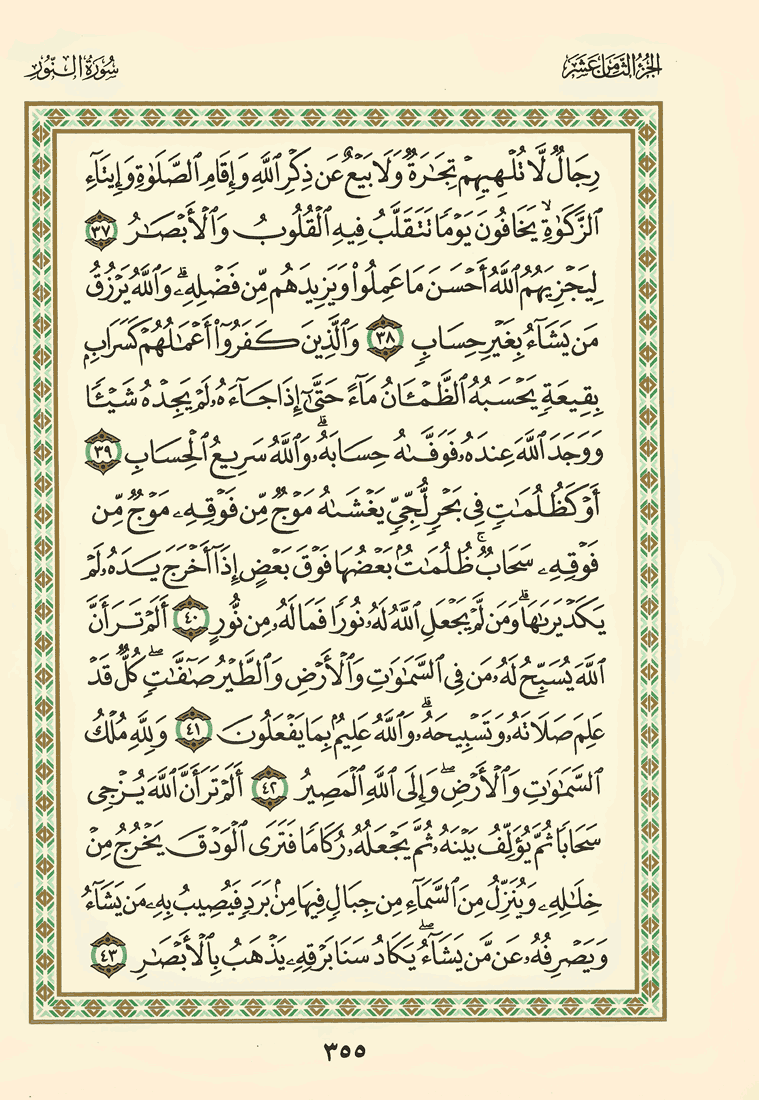 الجزء الثامن عشر
سورة النور
رِجَالٌ لَّا تُلْهِيهِمْ تِجَٰرَةٌ وَلَا بَيْعٌ عَن ذِكْرِ ٱللَّهِ وَإِقَامِ ٱلصَّلَوٰةِ وَإِيتَآءِ
ٱلزَّكَوٰةِ ۙ يَخَافُونَ يَوْمًا تَتَقَلَّبُ فِيهِ ٱلْقُلُوبُ وَٱلْأَبْصَٰرُ ٣٧
لِيَجْزِيَهُمُ ٱللَّهُ أَحْسَنَ مَا عَمِلُوا۟ وَيَزِيدَهُم مِّن فَضْلِهِۦ ۗ وَٱللَّهُ يَرْزُقُ
مَن يَشَآءُ بِغَيْرِ حِسَابٍ ٣٨ وَٱلَّذِينَ كَفَرُوٓا۟ أَعْمَٰلُهُمْ كَسَرَابٍۭ
بِقِيعَةٍ يَحْسَبُهُ ٱلظَّمْـَٔانُ مَآءً حَتَّىٰٓ إِذَا جَآءَهُۥ لَمْ يَجِدْهُ شَيْـًٔا
وَوَجَدَ ٱللَّهَ عِندَهُۥ فَوَفَّىٰهُ حِسَابَهُۥ ۗ وَٱللَّهُ سَرِيعُ ٱلْحِسَابِ ٣٩
أَوْ كَظُلُمَٰتٍ فِى بَحْرٍ لُّجِّىٍّ يَغْشَىٰهُ مَوْجٌ مِّن فَوْقِهِۦ مَوْجٌ مِّن
فَوْقِهِۦ سَحَابٌ ۚ ظُلُمَٰتٌۢ بَعْضُهَا فَوْقَ بَعْضٍ إِذَآ أَخْرَجَ يَدَهُۥ لَمْ
يَكَدْ يَرَىٰهَا ۗ وَمَن لَّمْ يَجْعَلِ ٱللَّهُ لَهُۥ نُورًا فَمَا لَهُۥ مِن نُّورٍ ٤٠ أَلَمْ تَرَ أَنَّ
ٱللَّهَ يُسَبِّحُ لَهُۥ مَن فِى ٱلسَّمَٰوَٰتِ وَٱلْأَرْضِ وَٱلطَّيْرُ صَٰٓفَّٰتٍ ۖ كُلٌّ قَدْ
عَلِمَ صَلَاتَهُۥ وَتَسْبِيحَهُۥ ۗ وَٱللَّهُ عَلِيمٌۢ بِمَا يَفْعَلُونَ ٤١ وَلِلَّهِ مُلْكُ
ٱلسَّمَٰوَٰتِ وَٱلْأَرْضِ ۖ وَإِلَى ٱللَّهِ ٱلْمَصِيرُ ٤٢ أَلَمْ تَرَ أَنَّ ٱللَّهَ يُزْجِى
سَحَابًا ثُمَّ يُؤَلِّفُ بَيْنَهُۥ ثُمَّ يَجْعَلُهُۥ رُكَامًا فَتَرَى ٱلْوَدْقَ يَخْرُجُ مِنْ
خِلَٰلِهِۦ وَيُنَزِّلُ مِنَ ٱلسَّمَآءِ مِن جِبَالٍ فِيهَا مِنۢ بَرَدٍ فَيُصِيبُ بِهِۦ مَن يَشَآءُ
وَيَصْرِفُهُۥ عَن مَّن يَشَآءُ ۖ يَكَادُ سَنَا بَرْقِهِۦ يَذْهَبُ بِٱلْأَبْصَٰرِ ٤٣
٣٥٥